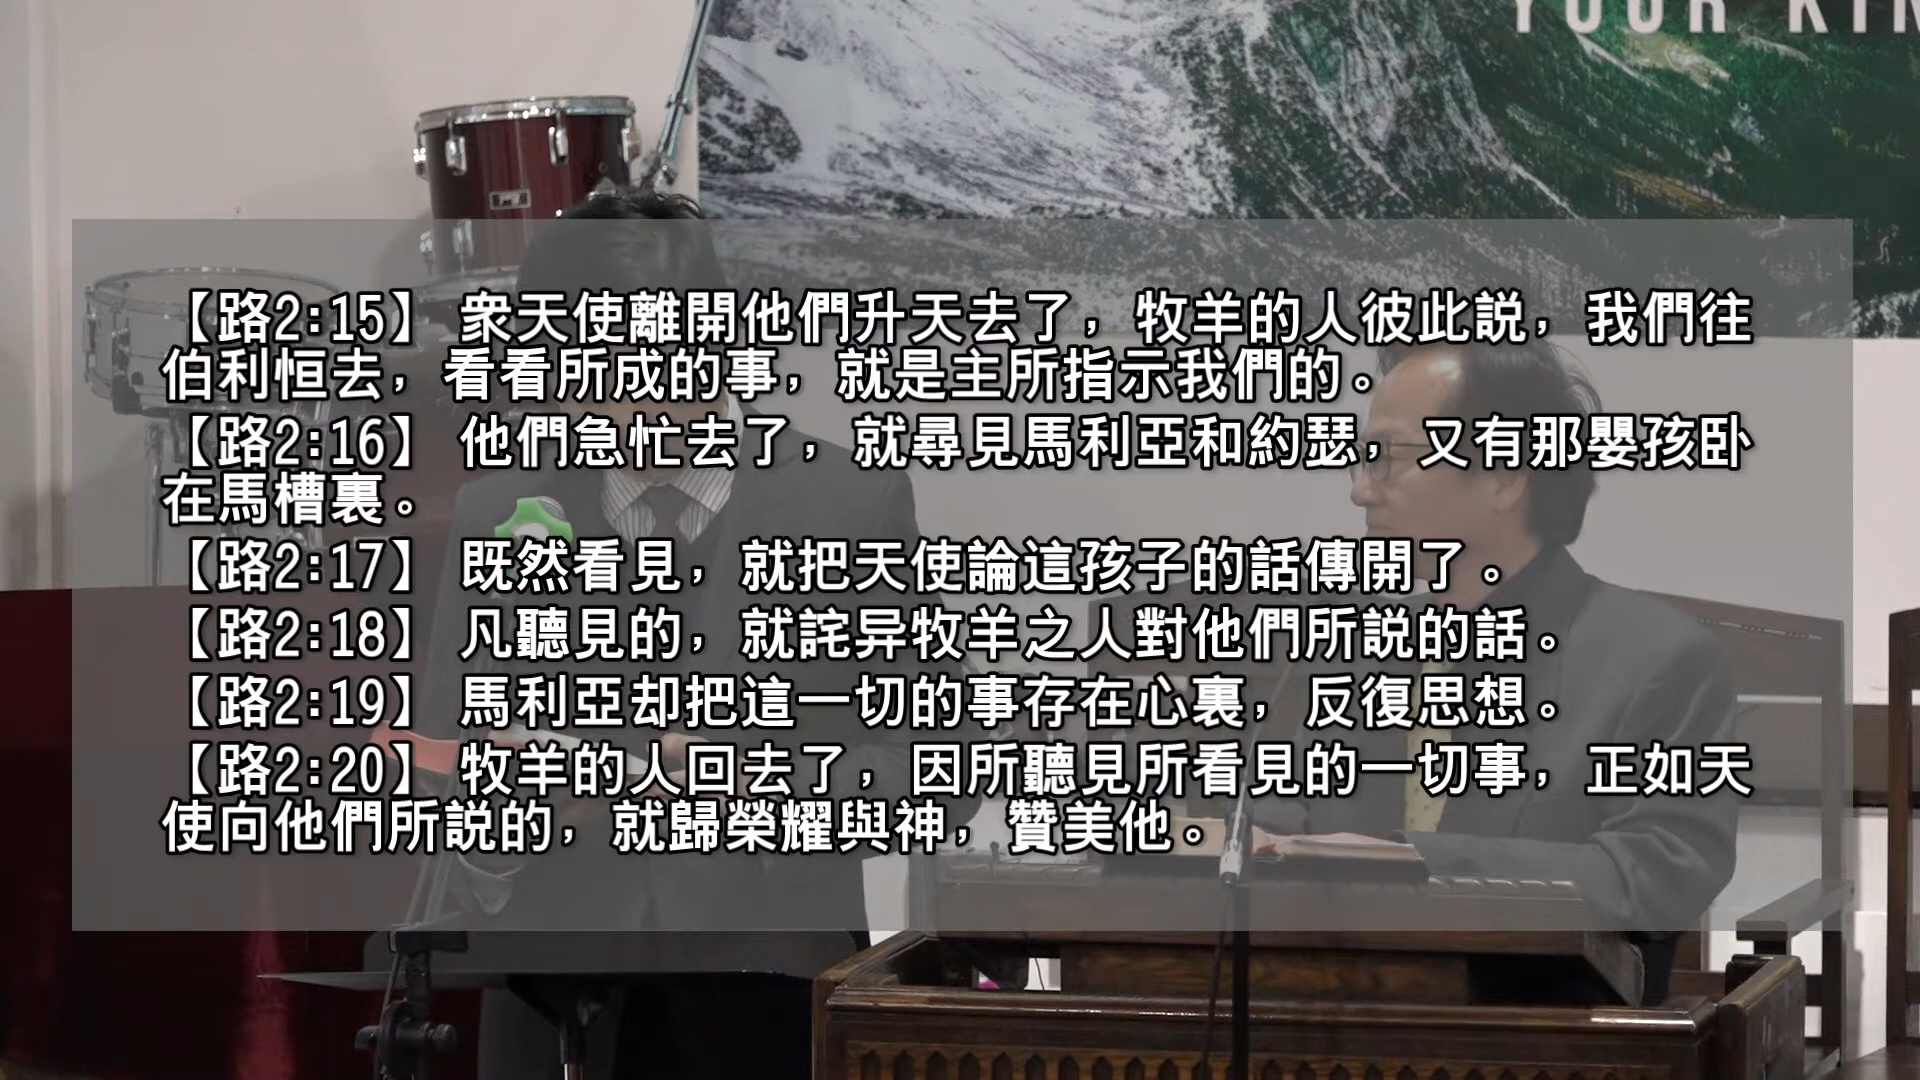 YOUR KIN
【路2:15】 衆天使離開他們升天去了，牧羊的人彼此説，我們往
伯利恒去，看看所成的事，就是主所指示我們的。
【路2:16】 他們急忙去了，就尋見馬利亞和約瑟，又有那嬰孩卧
在馬槽裏。
【路2:17】 既然看見，就把天使論這孩子的話傳開了。
【路2:18】 凡聽見的，就詫异牧羊之人對他們所説的話。
【路2:19】 馬利亞却把這一切的事存在心裏，反復思想。
【路2:20】 牧羊的人回去了，因所聽見所看見的一切事，正如天
使向他們所説的，就歸榮耀與神，贊美他。